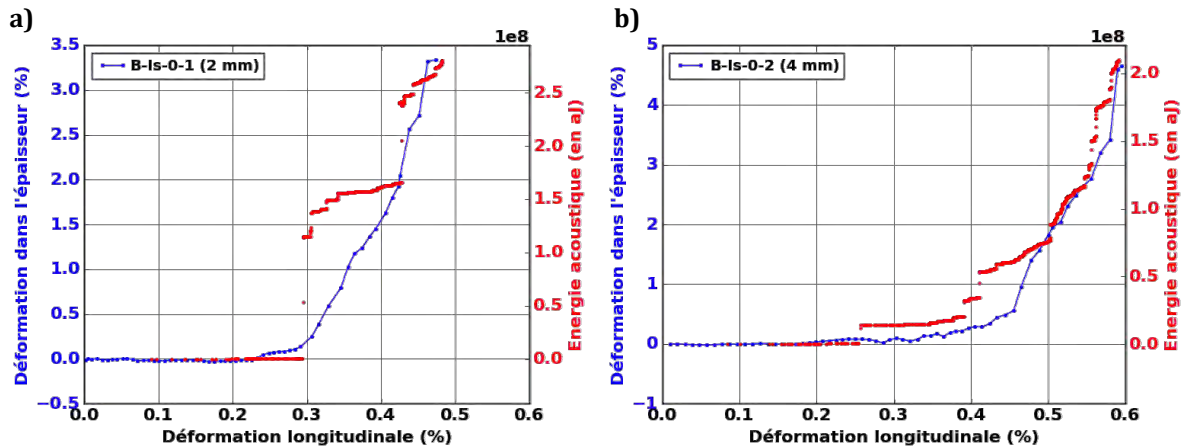 a)
1e8
3.5
3.0
2.5
2.0
1.5
1.0
0.5
0.0
−0.5
Déformation dans l'épaisseur (%)
B-Is-0-1 (2 mm)
2.5
2.0
1.5
1.0
0.5
0.0
Energie acoustique (en aJ)
0.0 0.1 0.2 0.3 0.4 0.5 0.6
Déformation longitudinale (%)
b)
1e8
5
4
3
2
1
0
−1
Déformation dans l'épaisseur (%)
B-Is-0-2 (4 mm)
2.0
1.5
1.0
0.5
0.0
Energie acoustique (en aJ)
0.0 0.1 0.2 0.3 0.4 0.5 0.6
Déformation longitudinale (%)